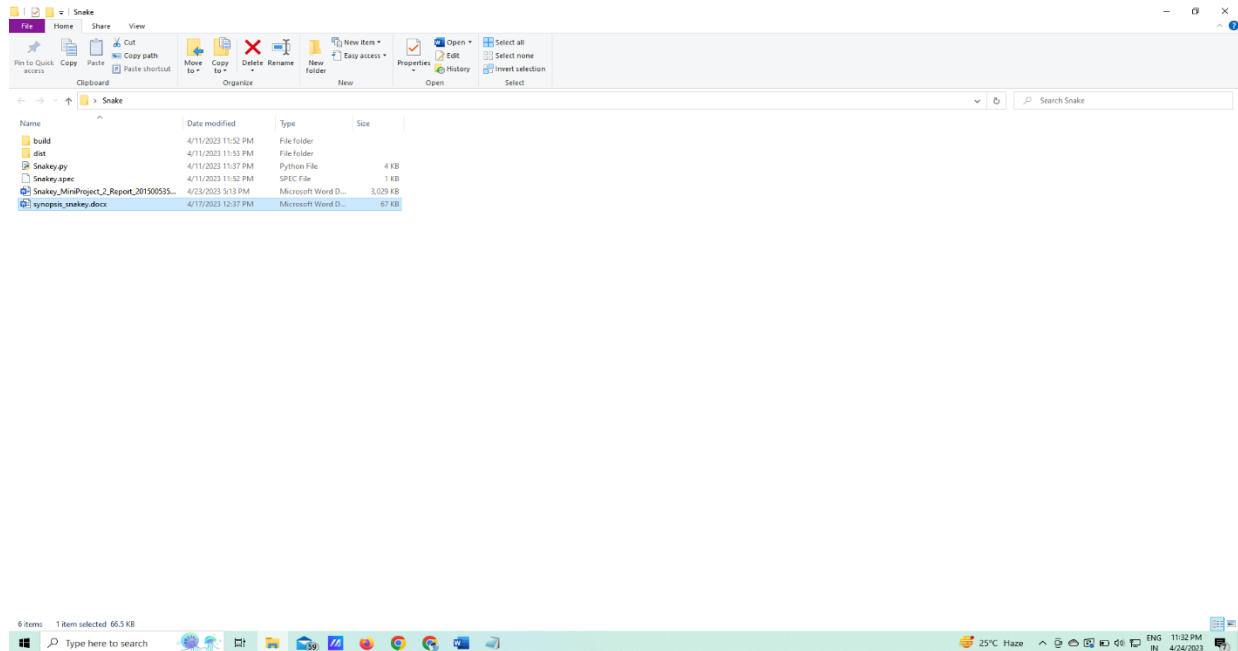 Snake
File Home Share View
Pin to Quick access
Copy
Paste
Cut
Copy path
Paste shortcut
Clipboard
Move to
Copy to
Delete
Rename
Organize
New folder
New item
Easy access
New
Properties
Open
Edit
History
Open
Select all
Select none
Invert selection
Select
Snake
Search Snake
Name Date modified Type Size
build 4/11/2023 11:52 PM File folder
dist 4/11/2023 11:53 PM File folder
Snakey.py 4/11/2023 11:37 PM Python File 4 KB
Snakey.spec 4/11/2023 11:52 PM SPEC File 1 KB
Snakey_MiniProject_2_Report_201500535... 4/23/2023 5:13 PM Microsoft Word D... 3,029 KB
synopsis_snakey.docx 4/17/2023 12:37 PM Microsoft Word D... 67 KB
6 items 1 item selected 66.5 KB
Type here to search
59
25°C Haze
ENG
IN
11:32 PM
4/24/2023